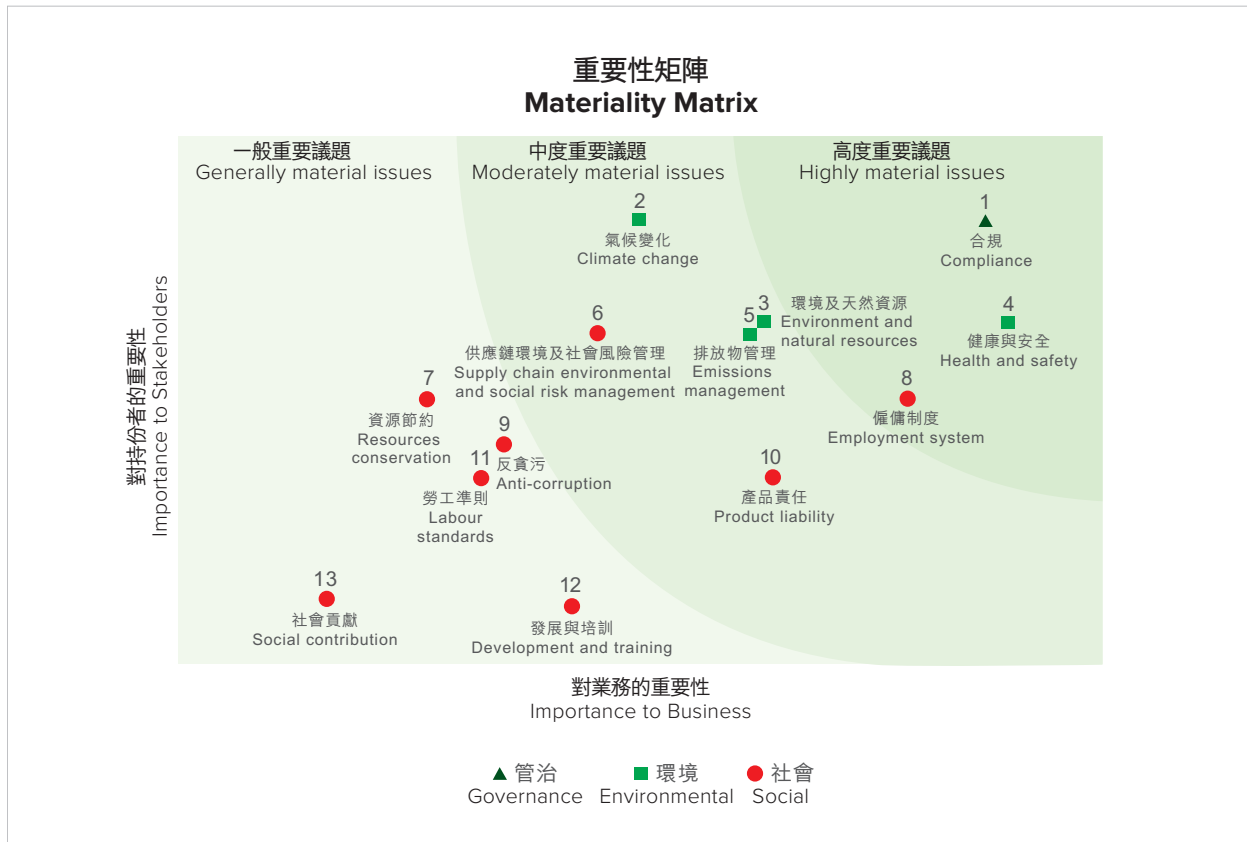 重要性矩陣
Materiality Matrix
一般重要議題
Generally material issues
中度重要議題
Moderately material issues
高度重要議題
Highly material issues
2
氣候變化
Climate change
1
合規
Compliance
6
供應鏈環境及社會風險管理
Supply chain environmental
and social risk management
5
排放物管理
Emissions
management
3
環境及天然資源
Environment and
natural resources
4
健康與安全
Health and safety
7
資源節約
Resources
conservation
8
僱傭制度
Employment system
9
反貪污
Anti-corruption
11
勞工準則
Labour
standards
10
產品責任
Product liability
13
社會貢獻
Social contribution
12
發展與培訓
Development and training
對持份者的重要性
Importance to Stakeholders
對業務的重要性
Importance to Business
管治
Governance
環境
Environmental
社會
Social